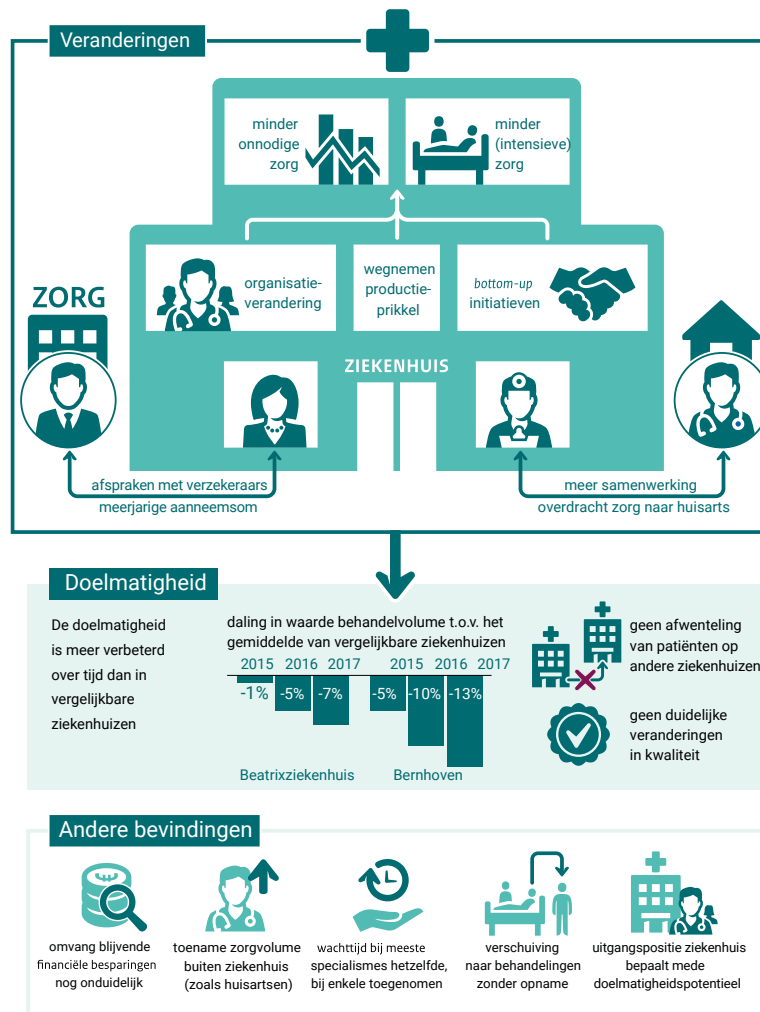 Veranderingen
minder
onnodige
zorg
minder
(intensieve)
zorg
organisatie-
verandering
wegnemen
productie-
prikkel
bottom-up
initiatieven
ZORG
ZIEKENHUIS
afspraken met verzekeraars
meerjarige aanneemsom
meer samenwerking
overdracht zorg naar huisarts
Doelmatigheid
De doelmatigheid
is meer verbeterd
over tijd dan in
vergelijkbare
ziekenhuizen
daling in waarde behandelvolume t.o.v. het
gemiddelde van vergelijkbare ziekenhuizen
2015 2016 2017 2015 2016 2017
-1% -5% -7% -5% -10% -13%
Beatrixziekenhuis Bernhoven
geen afwenteling
van patiënten op
andere ziekenhuizen
geen duidelijke
veranderingen
in kwaliteit
Andere bevindingen
omvang blijvende
financiële besparingen
nog onduidelijk
toename zorgvolume
buiten ziekenhuis
(zoals huisartsen)
wachttijd bij meeste
specialismes hetzelfde,
bij enkele toegenomen
verschuiving
naar behandelingen
zonder opname
uitgangspositie ziekenhuis
bepaalt mede
doelmatigheidspotentieel